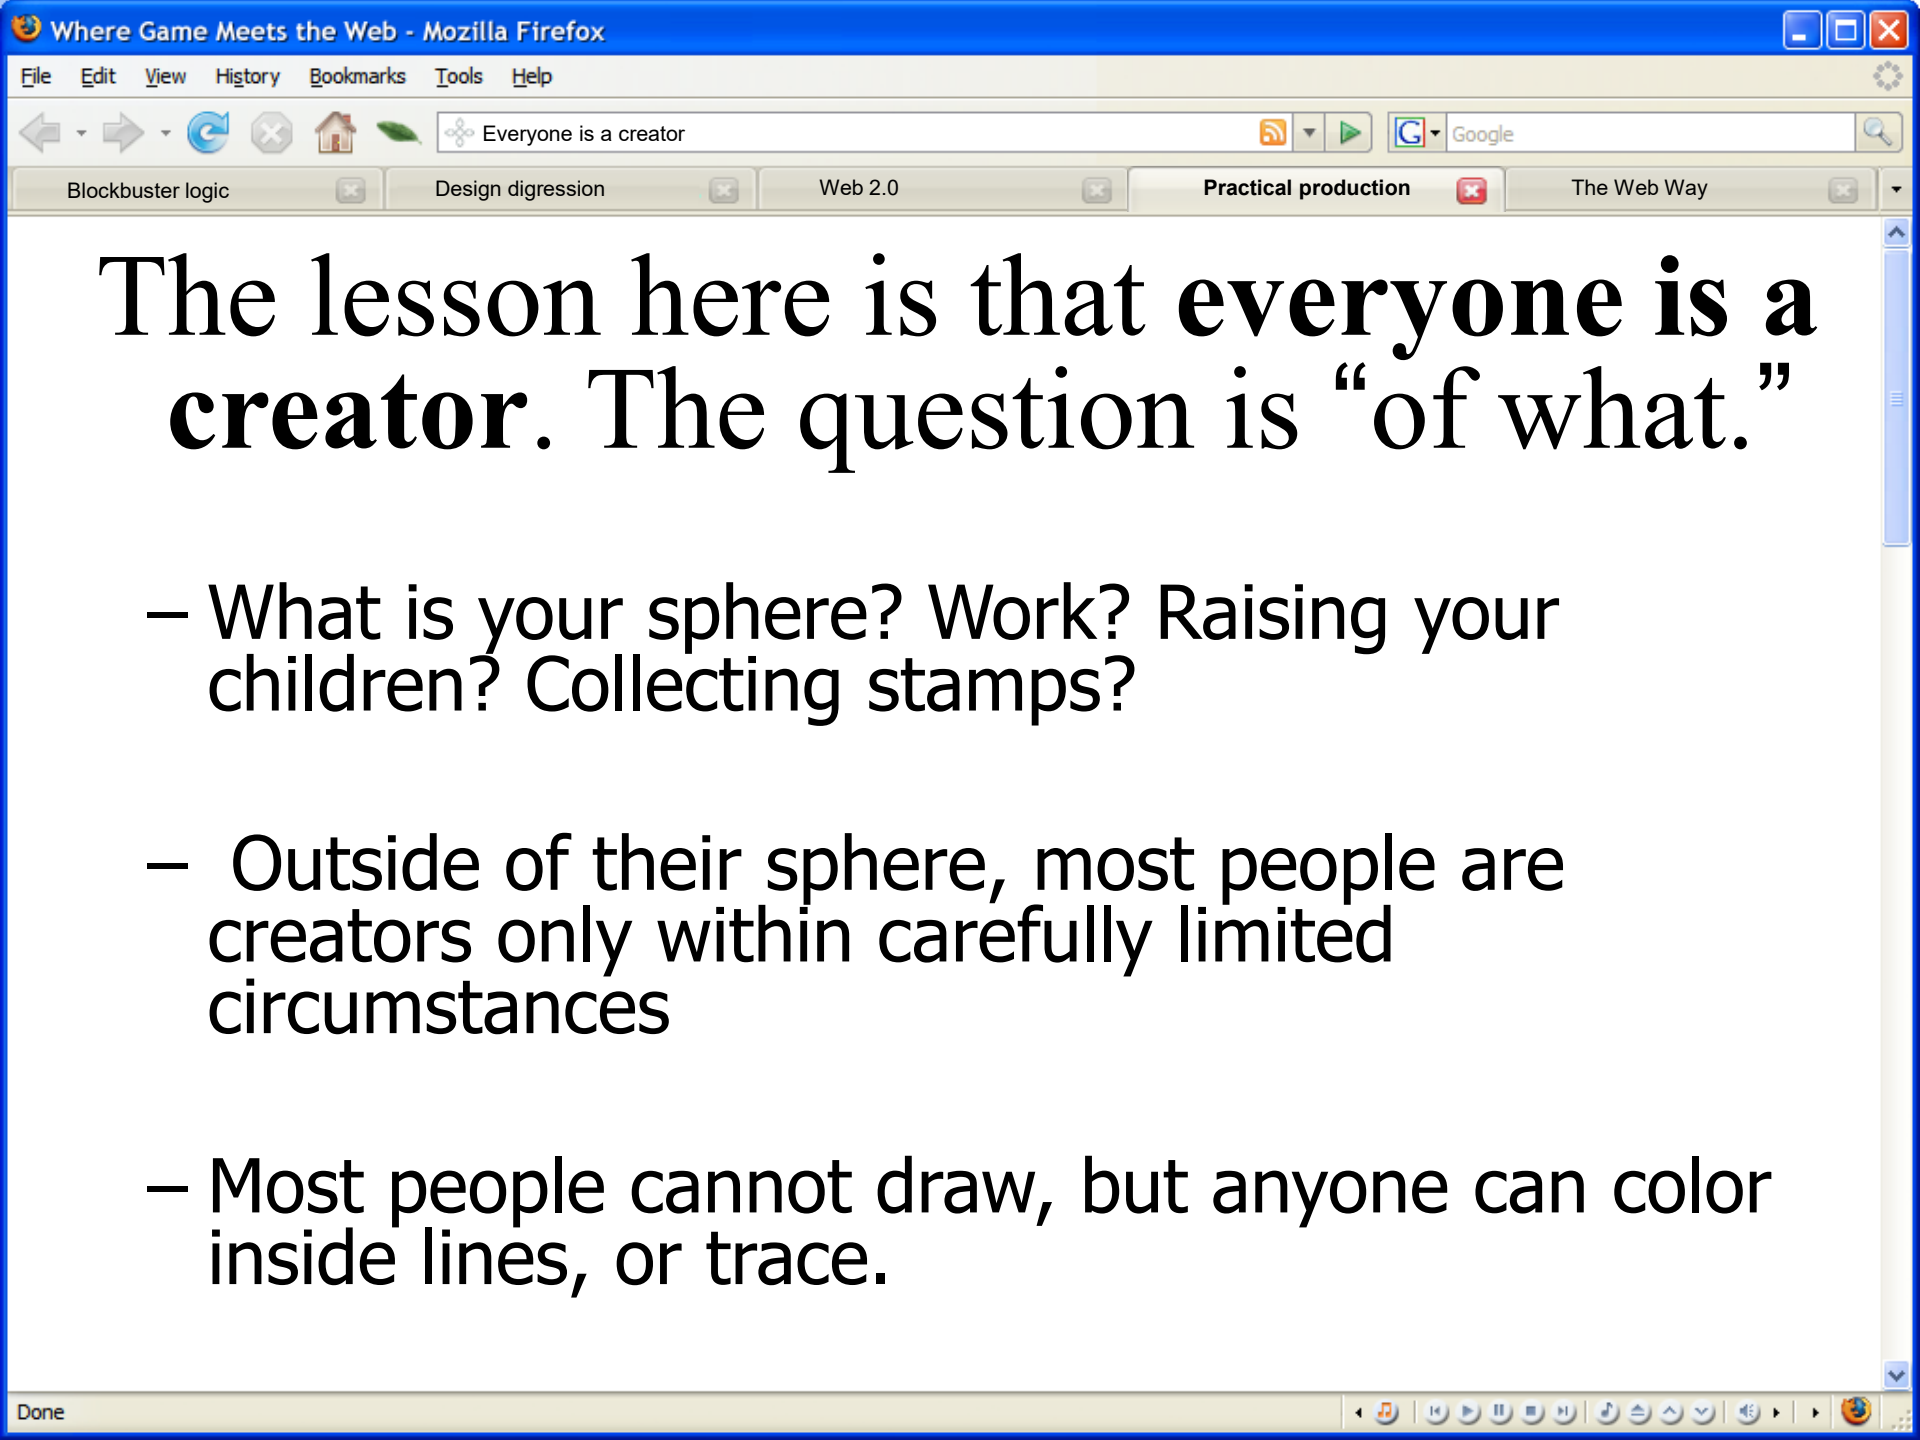 Where Game Meets the Web - Mozilla Firefox
File Edit View History Bookmarks Tools Help
Everyone is a creator
G Google
Blockbuster logic Design digression Web 2.0 Practical production The Web Way
The lesson here is that everyone is a
creator. The question is “of what.”
– What is your sphere? Work? Raising your
children? Collecting stamps?
– Outside of their sphere, most people are
creators only within carefully limited
circumstances
– Most people cannot draw, but anyone can color
inside lines, or trace.
Done